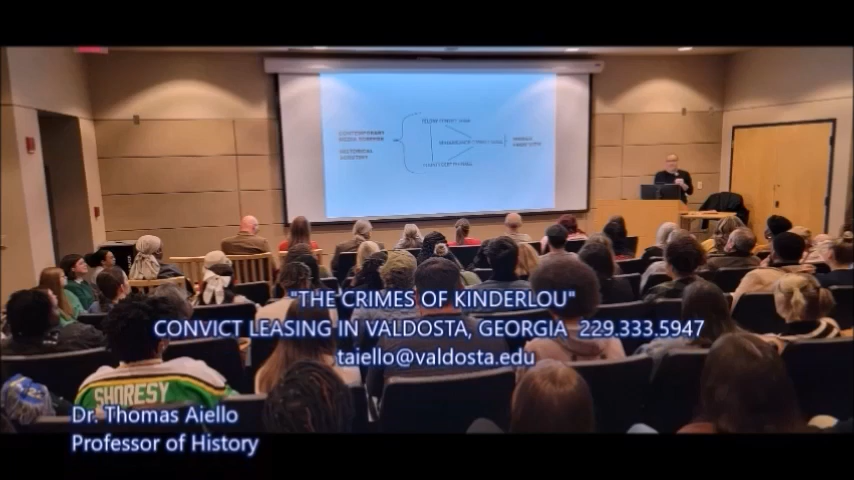 "THE CRIMES OF KINDERLOU"
CONVICT LEASING IN VALDOSTA, GEORGIA 229.333.5947
taiello@valdosta.edu
SHORESY
Dr. Thomas Aiello
Professor of History